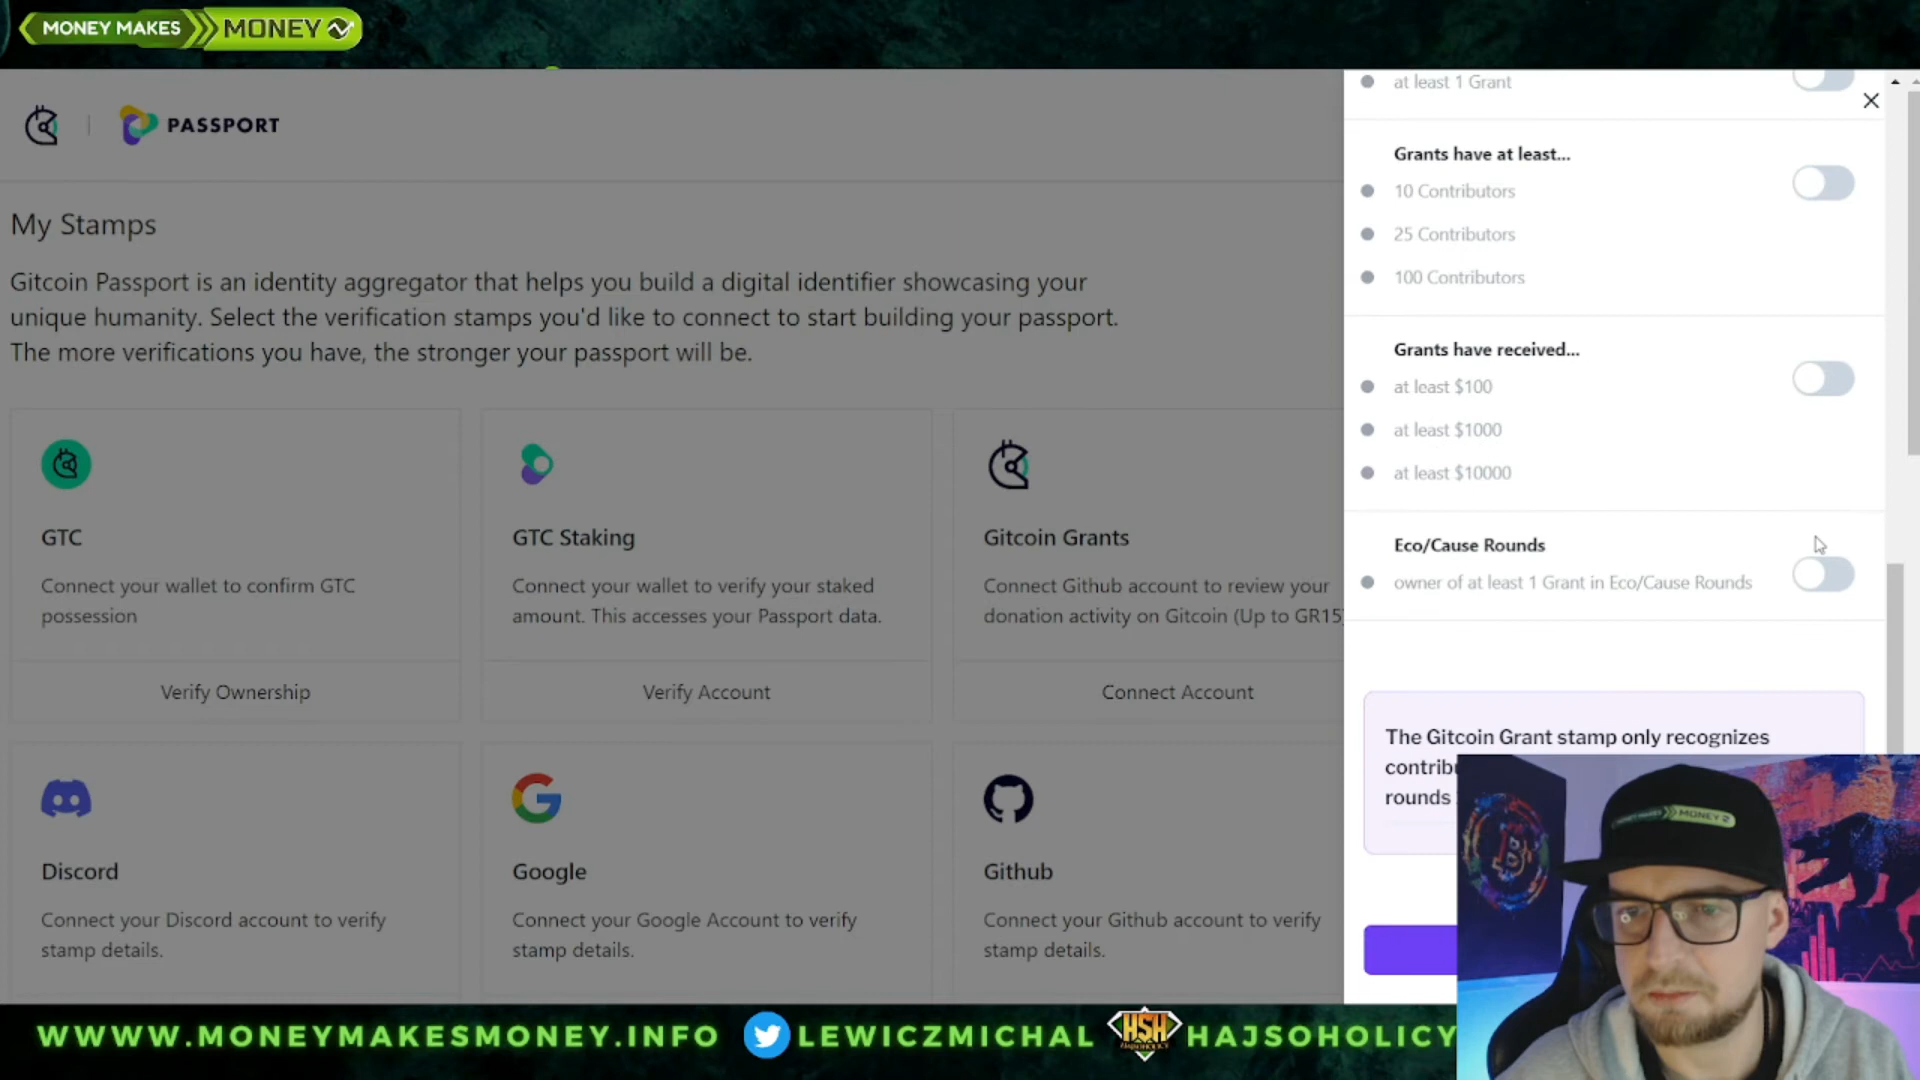 MONEY MAKES MONEY
PASSPORT
My Stamps
Gitcoin Passport is an identity aggregator that helps you build a digital identifier showcasing your
unique humanity. Select the verification stamps you'd like to connect to start building your passport.
The more verifications you have, the stronger your passport will be.
GTC
Connect your wallet to confirm GTC
possession
Verify Ownership
GTC Staking
Connect your wallet to verify your staked
amount. This accesses your Passport data.
Verify Account
Gitcoin Grants
Connect Github account to review your
donation activity on Gitcoin (Up to GR15)
Connect Account
Discord
Connect your Discord account to verify
stamp details.
Google
Connect your Google Account to verify
stamp details.
Github
Connect your Github account to verify
stamp details.
at least 1 Grant
Grants have at least...
10 Contributors
25 Contributors
100 Contributors
Grants have received...
at least $100
at least $1000
at least $10000
Eco/Cause Rounds
owner of at least 1 Grant in Eco/Cause Rounds
The Gitcoin Grant stamp only recognizes
rounds
MONEY
WWWW.MONEYMAKESMONEY.INFO
LEWICZMICHAL
HSH
HAJSOHOLICY